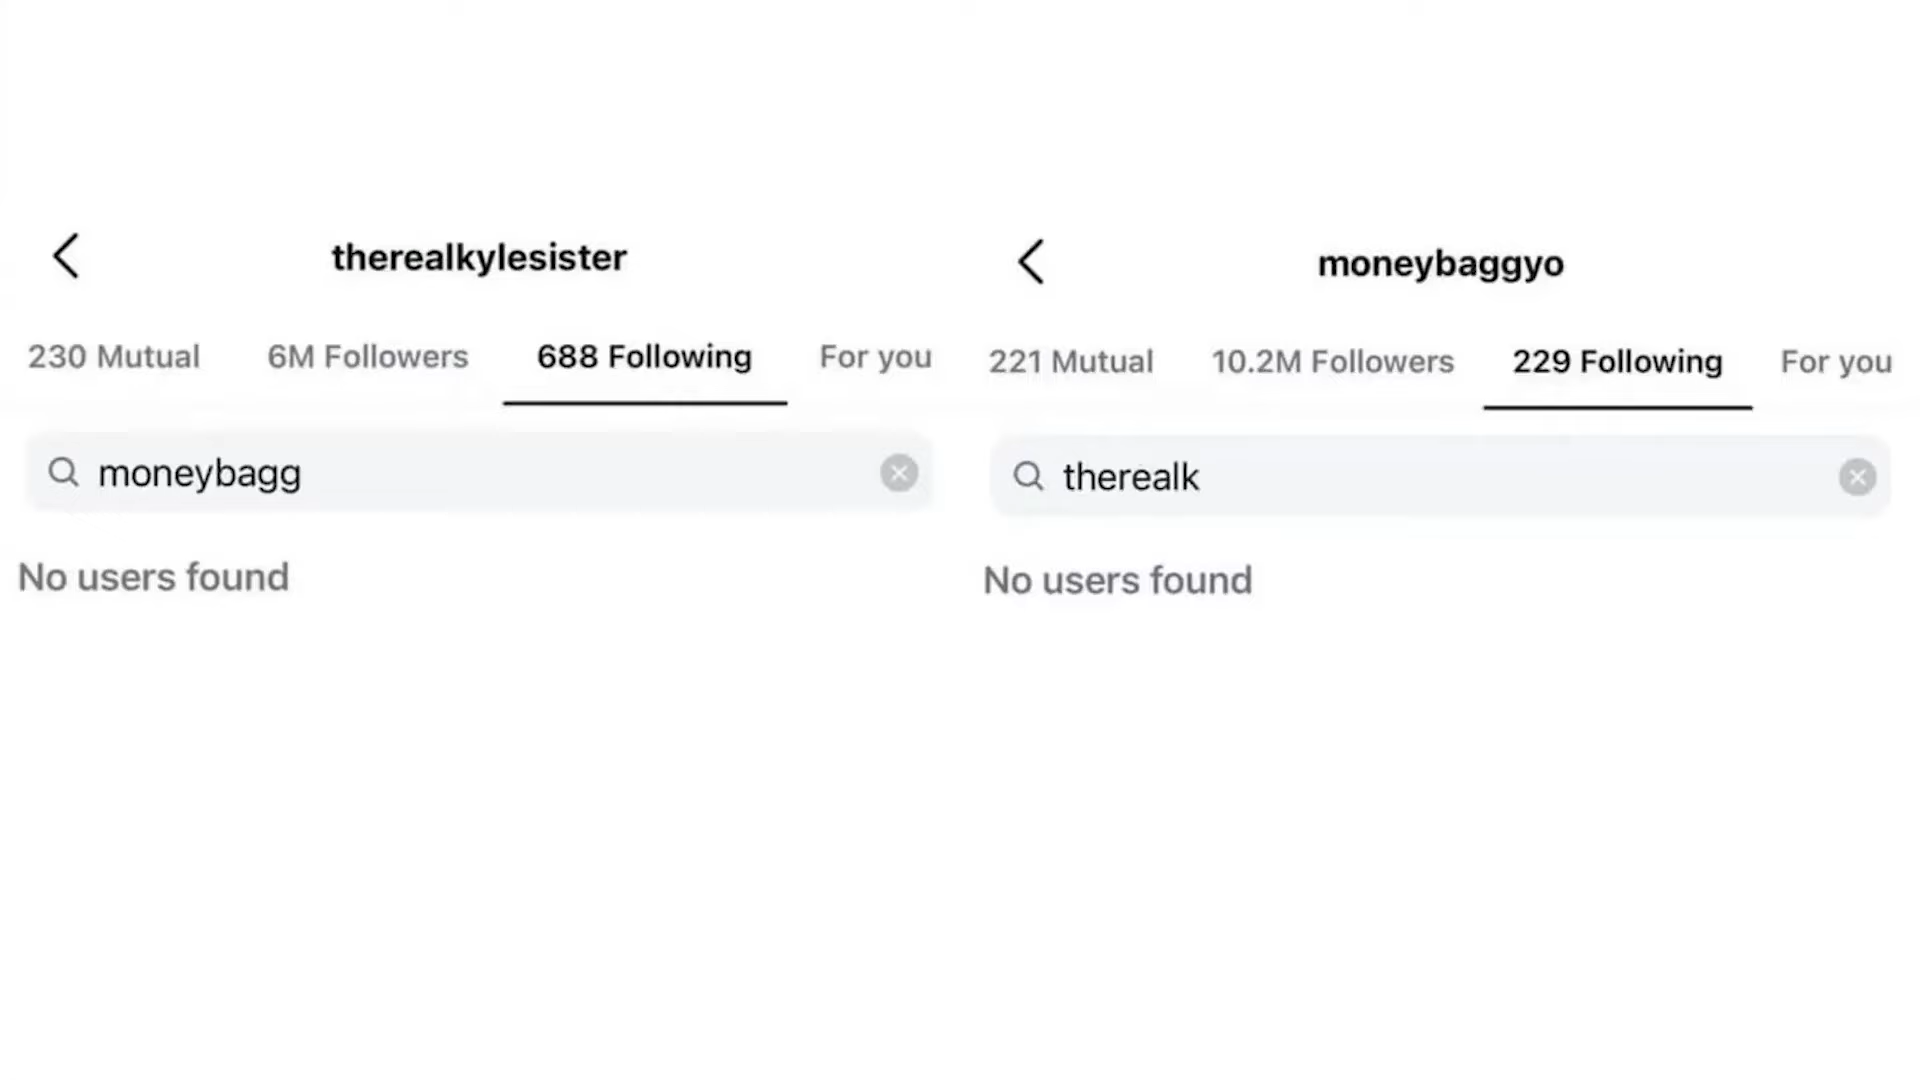 therealkylesister
230 Mutual 6M Followers 688 Following For you
moneybagg
No users found
moneybaggyo
221 Mutual 10.2M Followers 229 Following For you
therealk
No users found